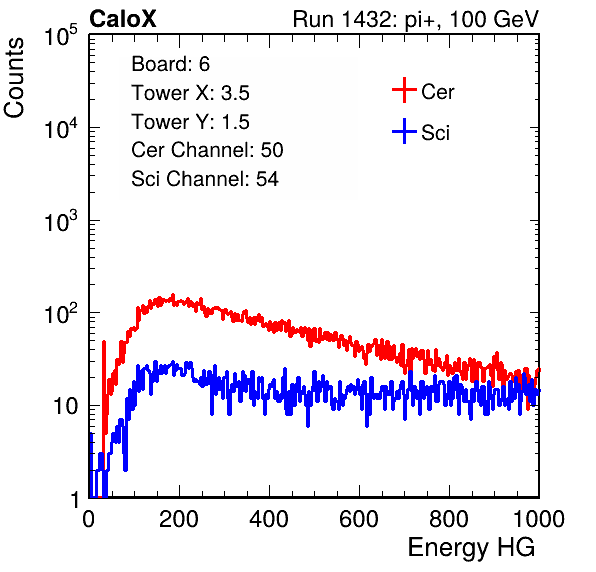 CaloX Run 1432: pi+, 100 GeV
Board: 6
Tower X: 3.5
Tower Y: 1.5
Cer Channel: 50
Sci Channel: 54
Cer
Sci
Counts
10^5
10^4
10^3
10^2
10
1
0 200 400 600 800 1000
Energy HG